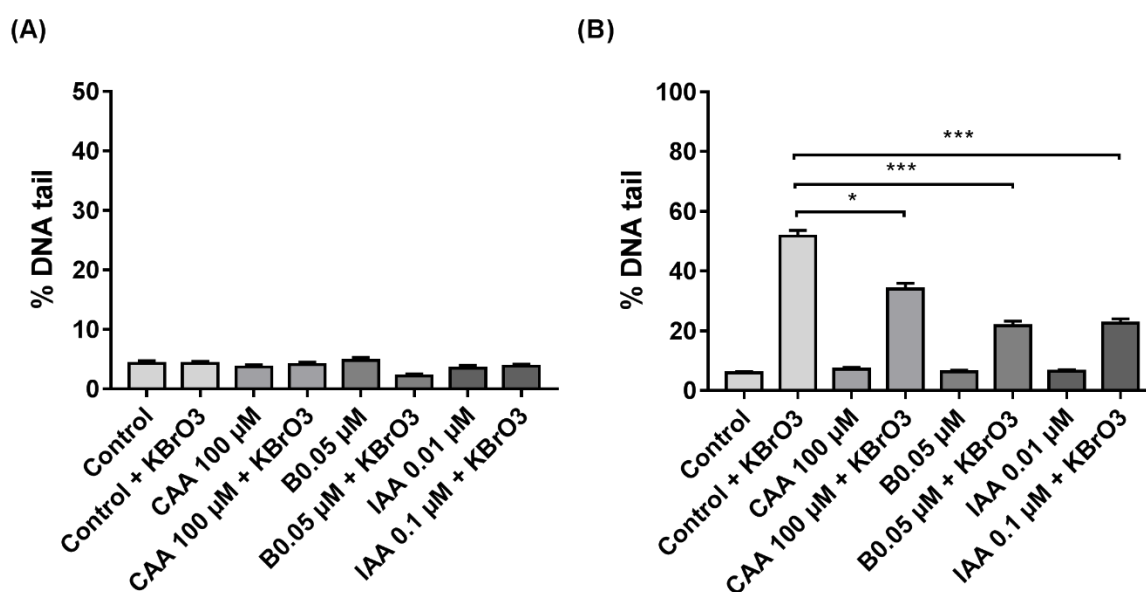 (A)
% DNA tail
50
40
30
20
10
0
Control
Control + KBrO3
CAA 100 µM
CAA 100 µM + KBrO3
B0.05 µM
B0.05 µM + KBrO3
IAA 0.01 µM
IAA 0.1 µM + KBrO3
(B)
% DNA tail
100
80
60
40
20
0
***
***
*
Control
Control + KBrO3
CAA 100 µM
CAA 100 µM + KBrO3
B0.05 µM
B0.05 µM + KBrO3
IAA 0.01 µM
IAA 0.1 µM + KBrO3